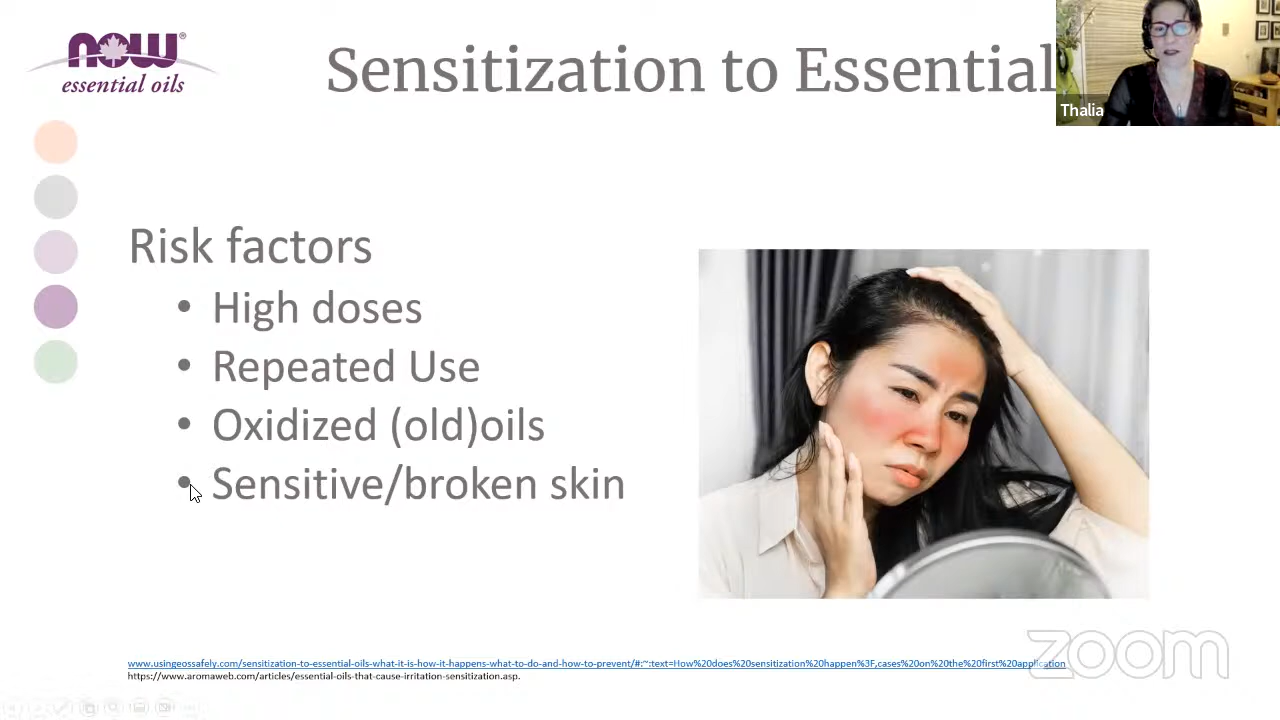 NOW®
essential oils
Sensitization to Essential
Thalia
Risk factors
• High doses
• Repeated Use
• Oxidized (old)oils
• Sensitive/broken skin
zoom
www.usingeossafely.com/sensitization-to-essential-oils-what-it-is-how-it-happens-what-to-do-and-how-to-prevent/#:~:text=How%20does%20sensitization%20happen%3F,cases%20on%20the%20first%20application
https://www.aromaweb.com/articles/essential-oils-that-cause-irritation-sensitization.asp.